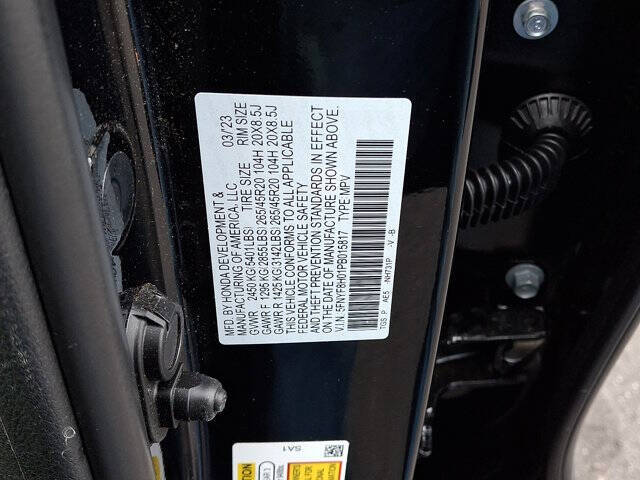 MFD. BY HONDA DEVELOPMENT & 03/23
MANUFACTURING OF AMERICA, LLC
GVWR 2450KG(5401LBS) TIRE SIZE RIM SIZE
GAWR F 1295KG(2855LBS) 265/45R20 104H 20X8.5J
GAWR R 1425KG(3142LBS) 265/45R20 104H 20X8.5J
THIS VEHICLE CONFORMS TO ALL APPLICABLE
FEDERAL MOTOR VEHICLE SAFETY
AND THEFT PREVENTION STANDARDS IN EFFECT
ON THE DATE OF MANUFACTURE SHOWN ABOVE.
V.I.N. 5FNYF8H01PB015817 TYPE MPV
TGS P AE5 NH731P -V -B
SA1